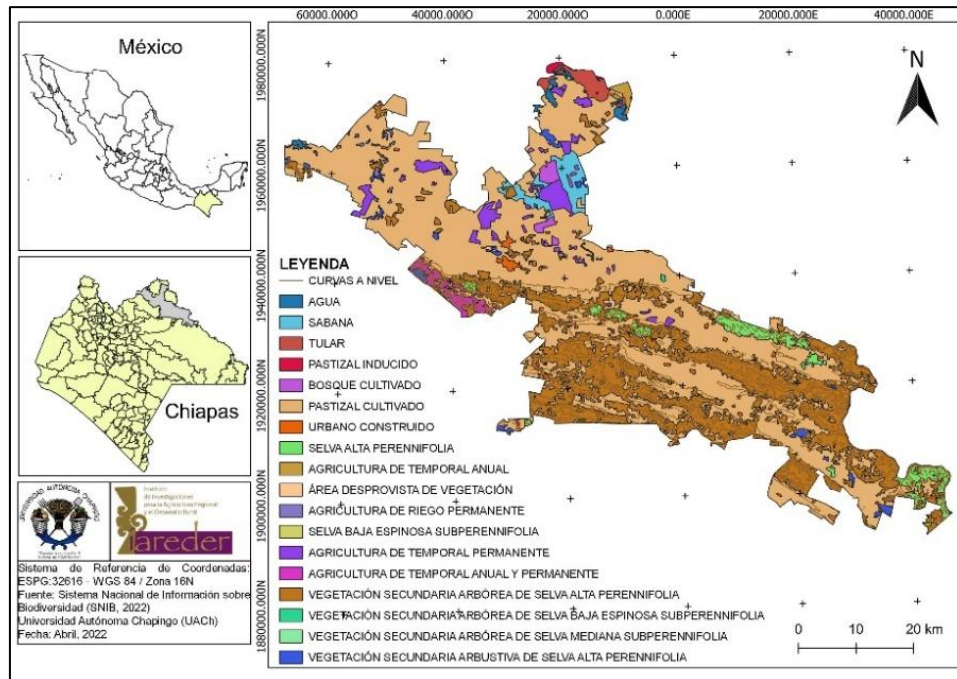 México
Chiapas
UNIVERSIDAD AUTÓNOMA CHAPINGO
iareder
Sistema de Referencia de Coordenadas:
ESPG:32616 - WGS 84 / Zona 16N
Fuente: Sistema Nacional de Información sobre
Biodiversidad (SNIB, 2022)
Universidad Autónoma Chapingo (UACh)
Fecha: Abril, 2022
60000.000O 40000.000O 20000.000O 0.000E 20000.000E 40000.000E
1980000.000N
1960000.000N
1940000.000N
1920000.000N
1900000.000N
1880000.000N
N
LEYENDA
CURVAS A NIVEL
AGUA
SABANA
TULAR
PASTIZAL INDUCIDO
BOSQUE CULTIVADO
PASTIZAL CULTIVADO
URBANO CONSTRUIDO
SELVA ALTA PERENNIFOLIA
AGRICULTURA DE TEMPORAL ANUAL
ÁREA DESPROVISTA DE VEGETACIÓN
AGRICULTURA DE RIEGO PERMANENTE
SELVA BAJA ESPINOSA SUBPERENNIFOLIA
AGRICULTURA DE TEMPORAL PERMANENTE
AGRICULTURA DE TEMPORAL ANUAL Y PERMANENTE
VEGETACIÓN SECUNDARIA ARBÓREA DE SELVA ALTA PERENNIFOLIA
VEGETACIÓN SECUNDARIA ARBÓREA DE SELVA BAJA ESPINOSA SUBPERENNIFOLIA
VEGETACIÓN SECUNDARIA ARBÓREA DE SELVA MEDIANA SUBPERENNIFOLIA
VEGETACIÓN SECUNDARIA ARBUSTIVA DE SELVA ALTA PERENNIFOLIA
0 10 20 km